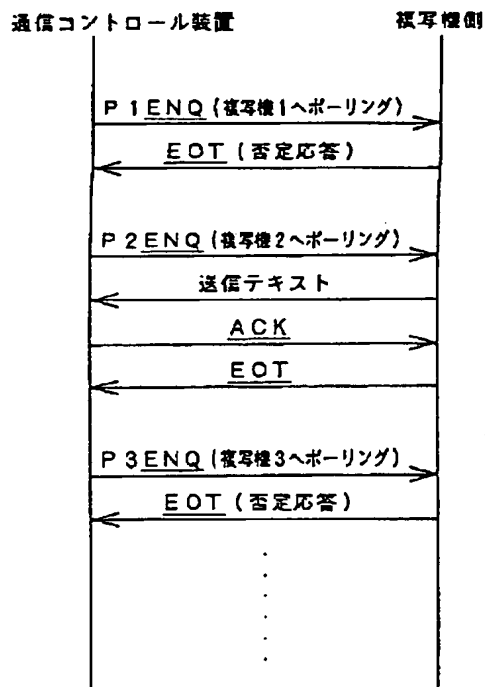 通信コントロール装置 複写機側
P1ENQ(複写機1へポーリング)
EOT(否定応答)
P2ENQ(複写機2へポーリング)
送信テキスト
ACK
EOT
P3ENQ(複写機3へポーリング)
EOT(否定応答)